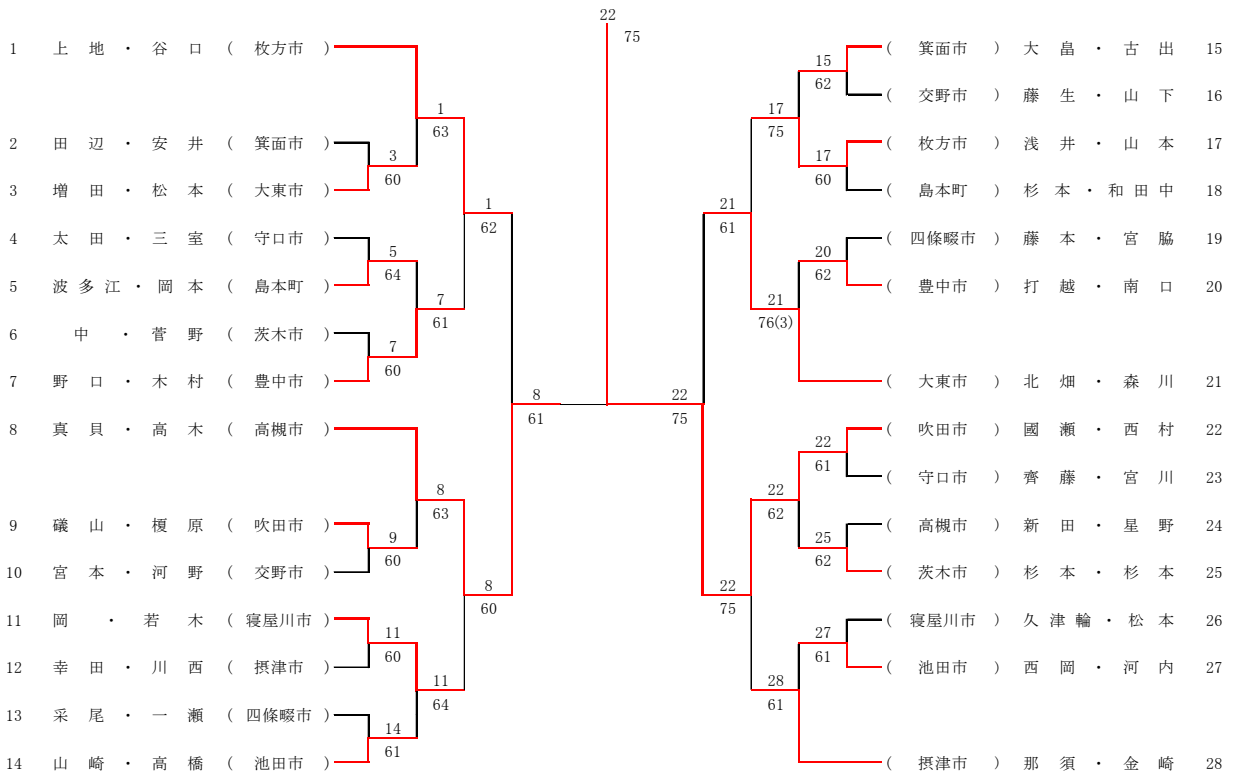 22
75
1 上地・谷口 ( 枚方市 )
2 田辺・安井 ( 箕面市 )
3 増田・松本 ( 大東市 )
4 太田・三室 ( 守口市 )
5 波多江・岡本 ( 島本町 )
6 中・菅野 ( 茨木市 )
7 野口・木村 ( 豊中市 )
8 真貝・高木 ( 高槻市 )
9 礒山・榎原 ( 吹田市 )
10 宮本・河野 ( 交野市 )
11 岡・若木 ( 寝屋川市 )
12 幸田・川西 ( 摂津市 )
13 采尾・一瀬 ( 四條畷市 )
14 山崎・高橋 ( 池田市 )
3
60
5
64
7
60
9
60
11
60
14
61
1
63
7
61
8
63
11
64
1
62
8
60
8
61
22
75
21
61
22
75
17
75
21
76(3)
22
62
28
61
15
62
17
60
20
62
22
61
25
62
27
61
( 箕面市 ) 大畠・古出 15
( 交野市 ) 藤生・山下 16
( 枚方市 ) 浅井・山本 17
( 島本町 ) 杉本・和田中 18
( 四條畷市 ) 藤本・宮脇 19
( 豊中市 ) 打越・南口 20
( 大東市 ) 北畑・森川 21
( 吹田市 ) 國瀬・西村 22
( 守口市 ) 齊藤・宮川 23
( 高槻市 ) 新田・星野 24
( 茨木市 ) 杉本・杉本 25
( 寝屋川市 ) 久津輪・松本 26
( 池田市 ) 西岡・河内 27
( 摂津市 ) 那須・金崎 28